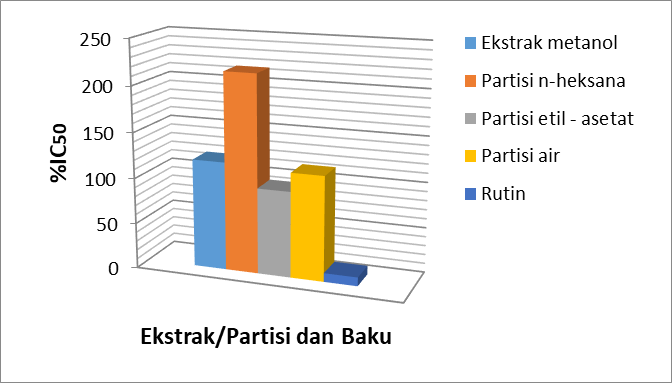 %IC50
250
200
150
100
50
0
Ekstrak/Partisi dan Baku
Ekstrak metanol
Partisi n-heksana
Partisi etil - asetat
Partisi air
Rutin